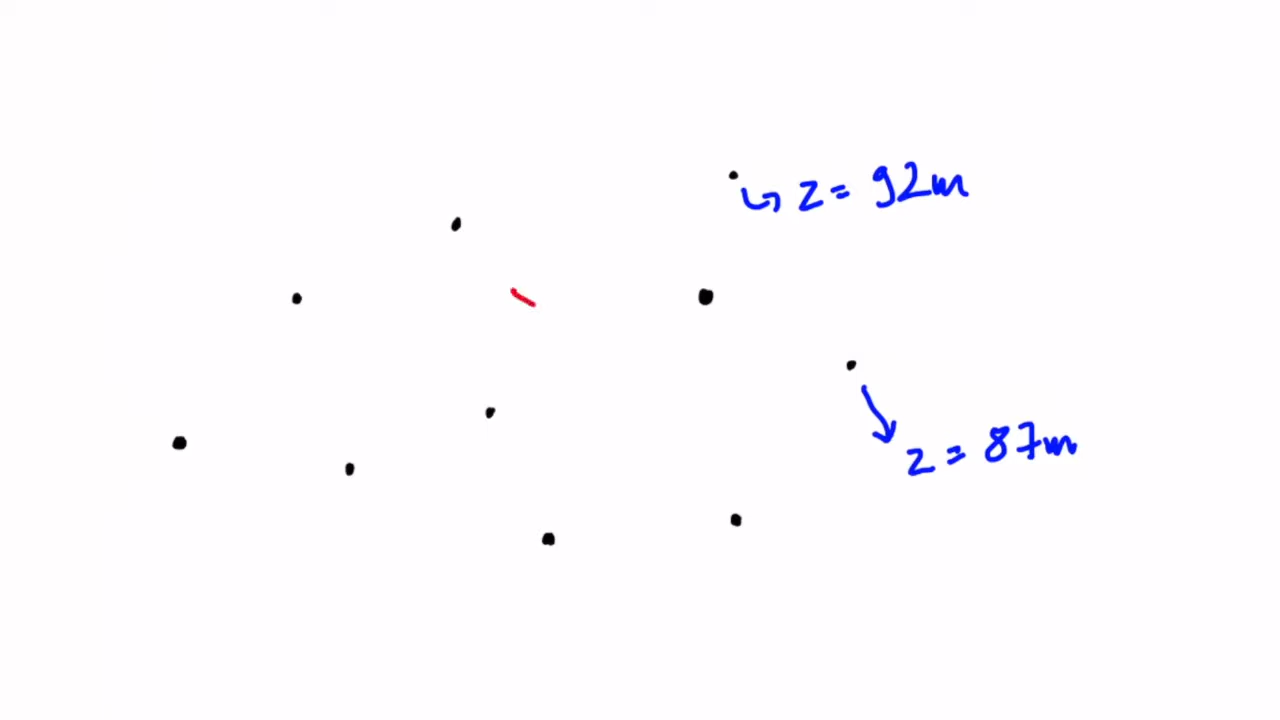 z = 92m
z = 87m